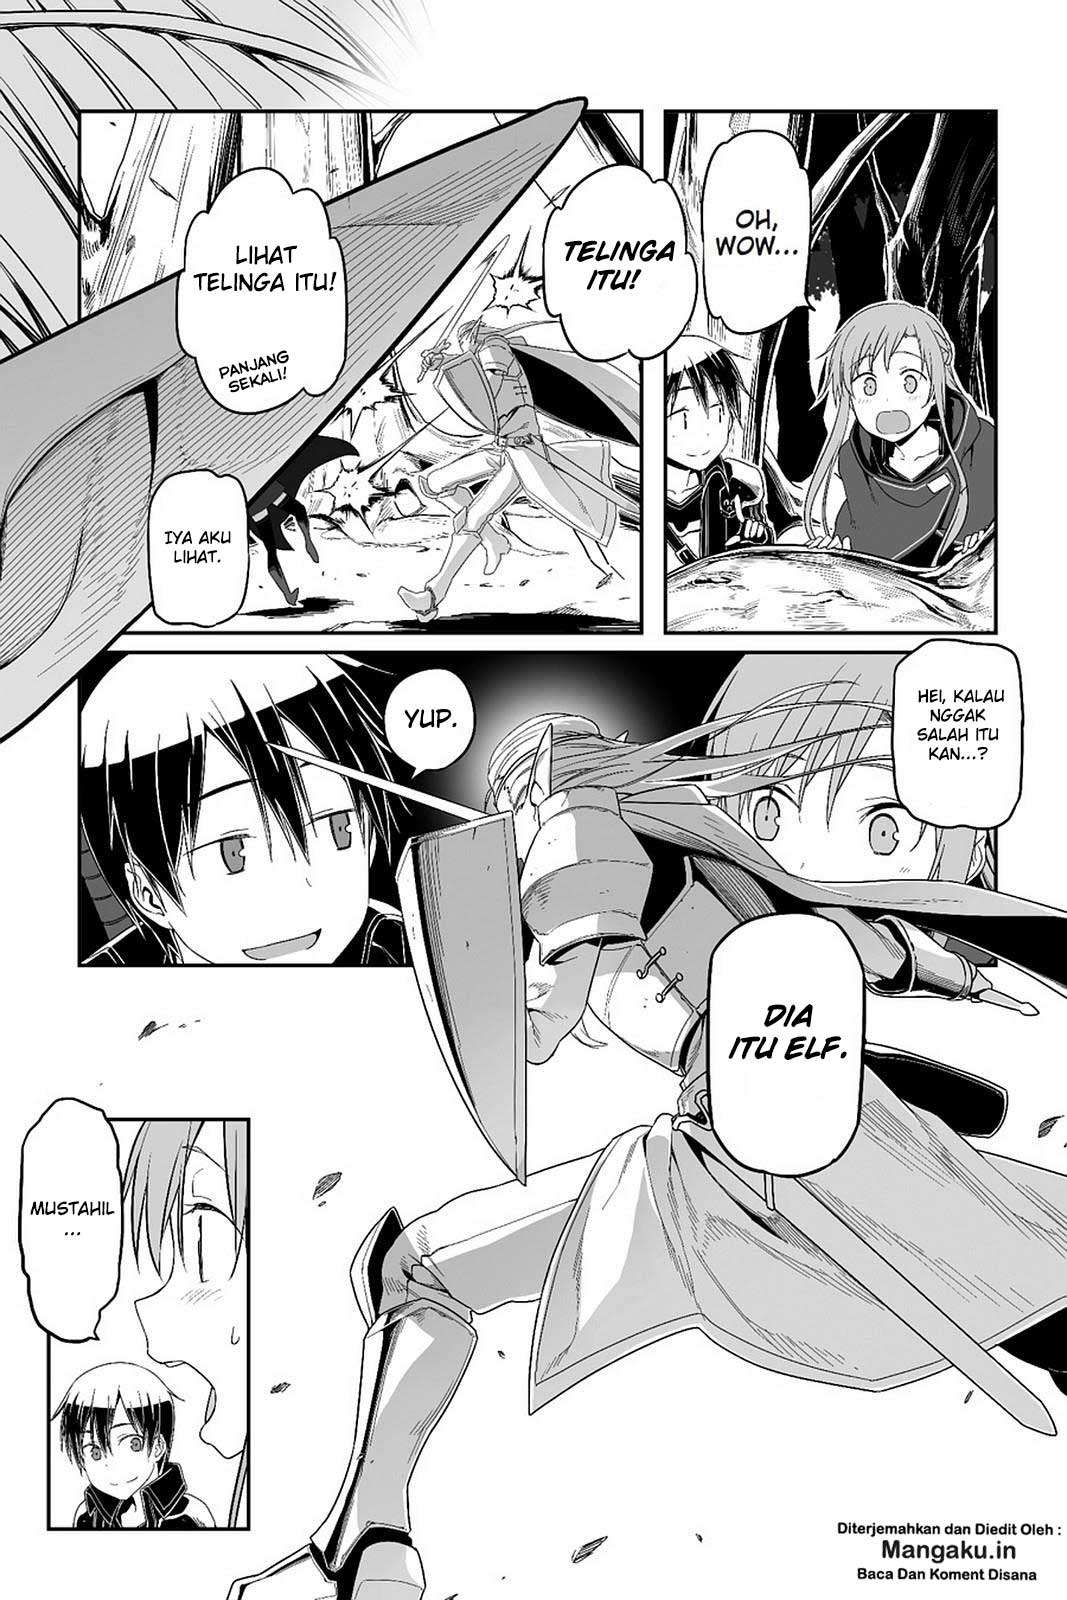 OH,
WOW...
TELINGA
ITU!
LIHAT
TELINGA ITU!
PANJANG
SEKALI!
IYA AKU
LIHAT.
HEI, KALAU
NGGAK
SALAH ITU
KAN...?
YUP.
DIA
ITU ELF.
MUSTAHIL
...
Diterjemahkan dan Diedit Oleh :
Mangaku.in
Baca Dan Koment Disana